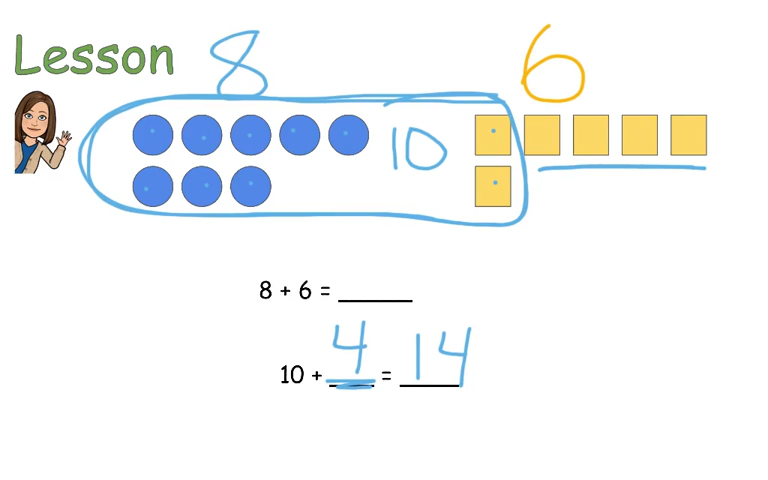 Lesson
8 6
10
8 + 6 = ______
10 + 4 = 14